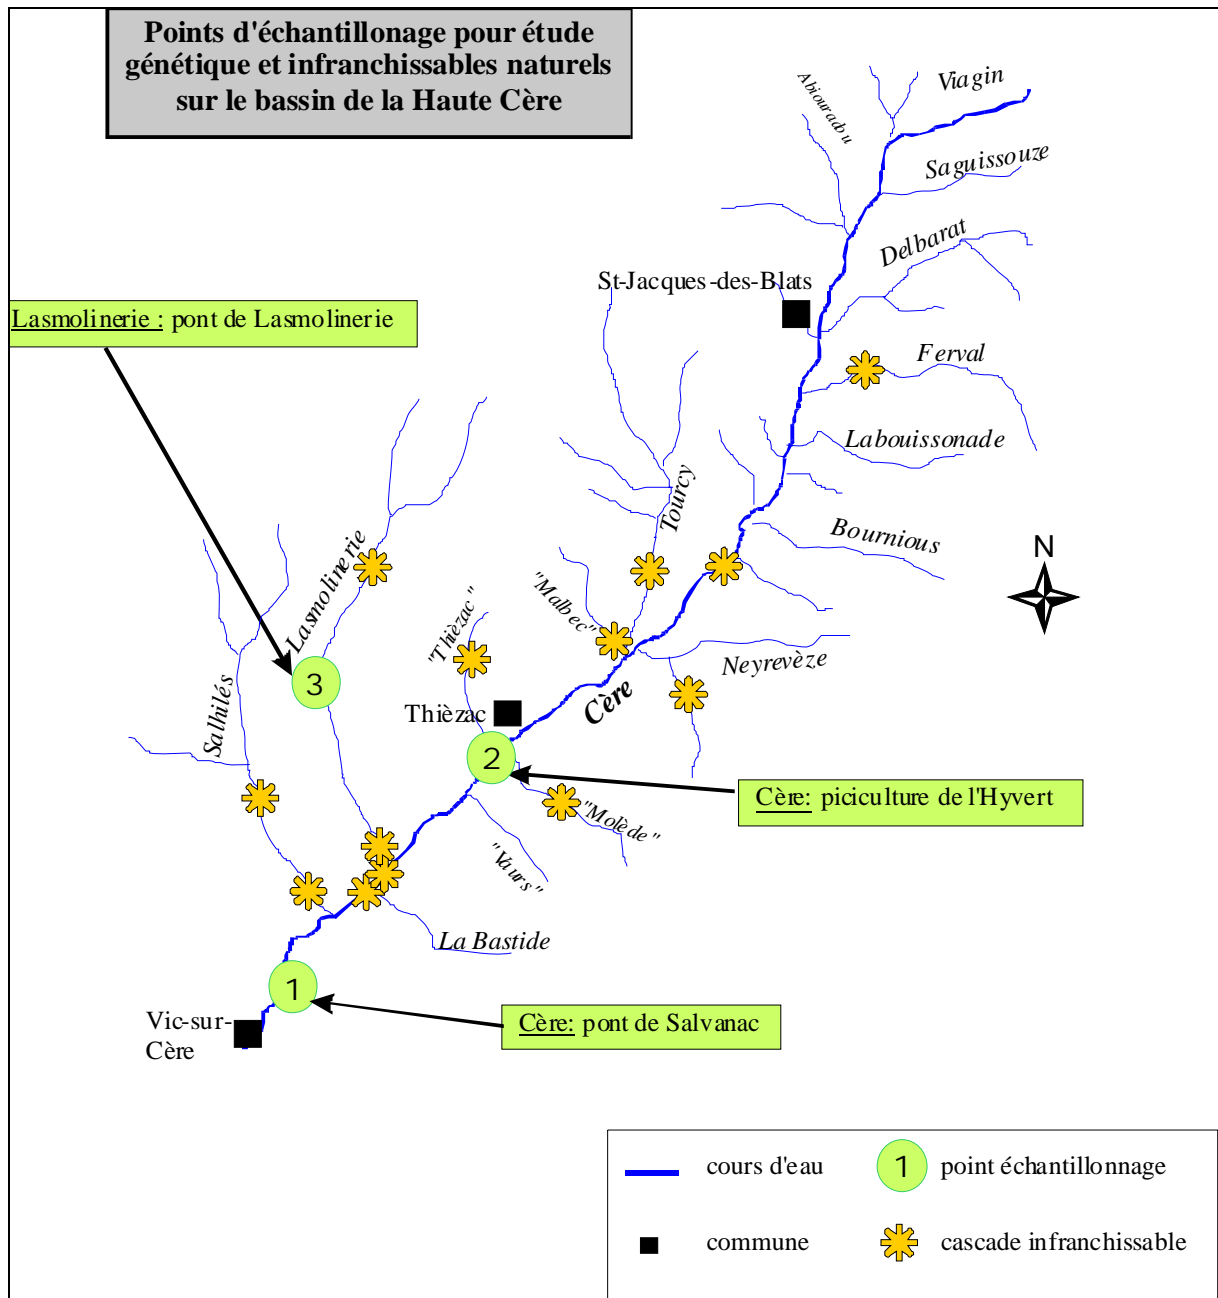 Points d'échantillonage pour étude
génétique et infranchissables naturels
sur le bassin de la Haute Cère
Viagin
Abiouradou
Saguissouze
Delbarat
St-Jacques-des-Blats
Lasmolinerie : pont de Lasmolinerie
Ferval
Labouissonade
Tourcy
Bournious
N
Lasmolinerie
"Thièzac"
"Malbec"
Neyrevèze
3
Salhilés
Cère
Thièzac
2
Cère: piciculture de l'Hyvert
"Molède"
"Vaurs"
La Bastide
1
Vic-sur-
Cère
Cère: pont de Salvanac
cours d'eau
1
point échantillonnage
commune
cascade infranchissable